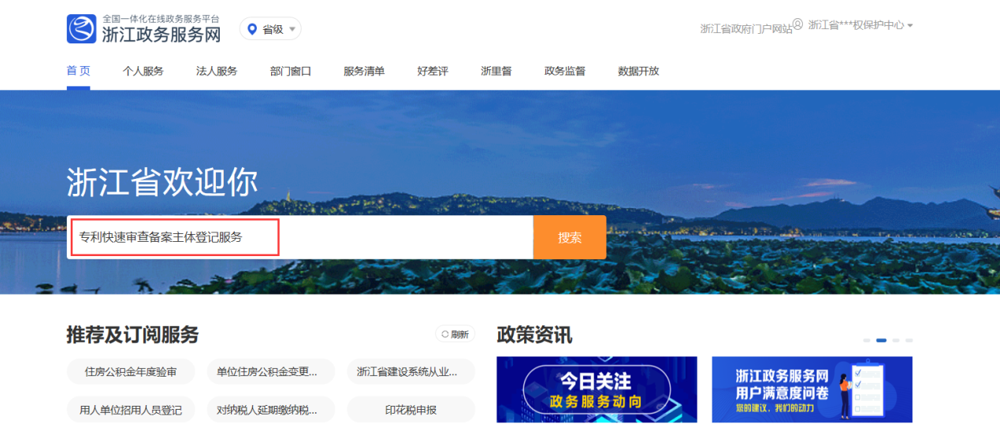 全国一体化在线政务服务平台
浙江政务服务网
省级
浙江省政府门户网站
浙江省***权保护中心
首页 个人服务 法人服务 部门窗口 服务清单 好差评 浙里督 政务监督 数据开放
浙江省欢迎你
专利快速审查备案主体登记服务
搜索
推荐及订阅服务
刷新
住房公积金年度验审 单位住房公积金变更... 浙江省建设系统从业...
用人单位招用人员登记 对纳税人延期缴纳税... 印花税申报
政策资讯
今日关注
政务服务动向
浙江政务服务网
用户满意度问卷
您的建议，我们的动力